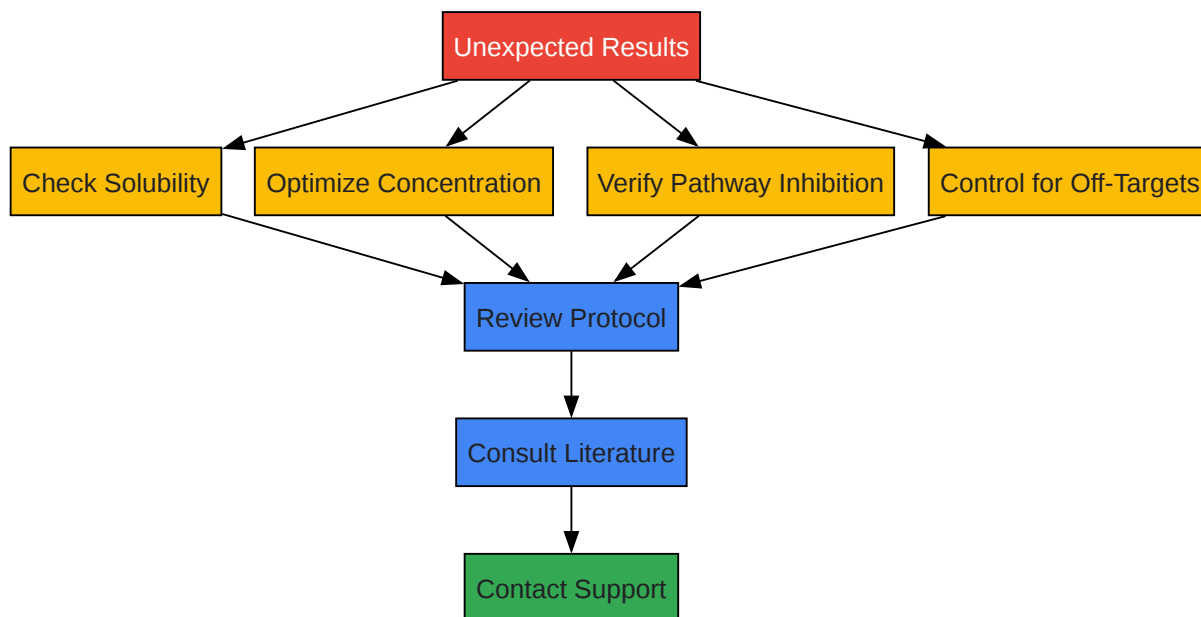 Unexpected Results
Check Solubility
Optimize Concentration
Verify Pathway Inhibition
Control for Off-Targets
Review Protocol
Consult Literature
Contact Support